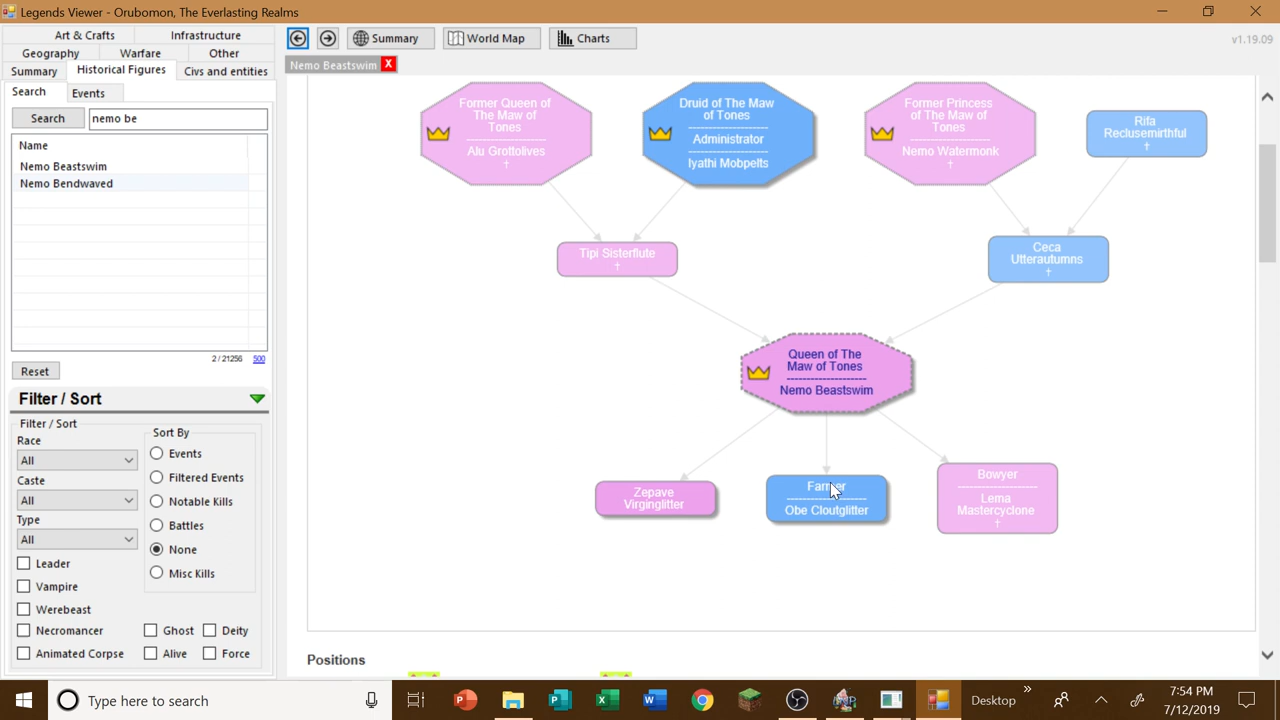 Legends Viewer - Orubomon, The Everlasting Realms
Art & Crafts
Infrastructure
Geography
Warfare
Other
Summary
Historical Figures
Civs and entities
Search
Events
Search
nemo be
Name
Nemo Beastswim
Nemo Bendwaved
2 / 21256
500
Reset
Filter / Sort
Filter / Sort
Race
All
Caste
All
Type
All
Leader
Vampire
Werebeast
Necromancer
Animated Corpse
Sort By
Events
Filtered Events
Notable Kills
Battles
None
Misc Kills
Ghost
Deity
Alive
Force
Summary
World Map
Charts
v1.19.09
Nemo Beastswim
X
Former Queen of
The Maw of
Tones
Alu Grottolives
†
Druid of The Maw
of Tones
Administrator
Iyathi Mobpelts
Former Princess
of The Maw of
Tones
Nemo Watermonk
†
Rifa
Reclusemirthful
†
Tipi Sisterflute
†
Ceca
Utterautumns
†
Queen of The
Maw of Tones
Nemo Beastswim
Zepave
Virginglitter
Farmer
Obe Cloutglitter
Bowyer
Lema
Mastercyclone
†
Positions
Type here to search
Desktop
»
7:54 PM
7/12/2019